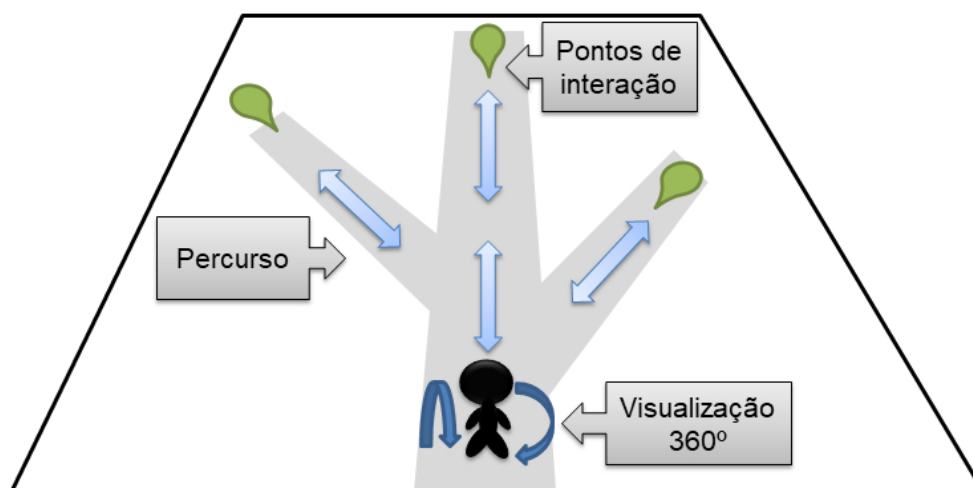 Pontos de
interação
Percurso
Visualização
360º